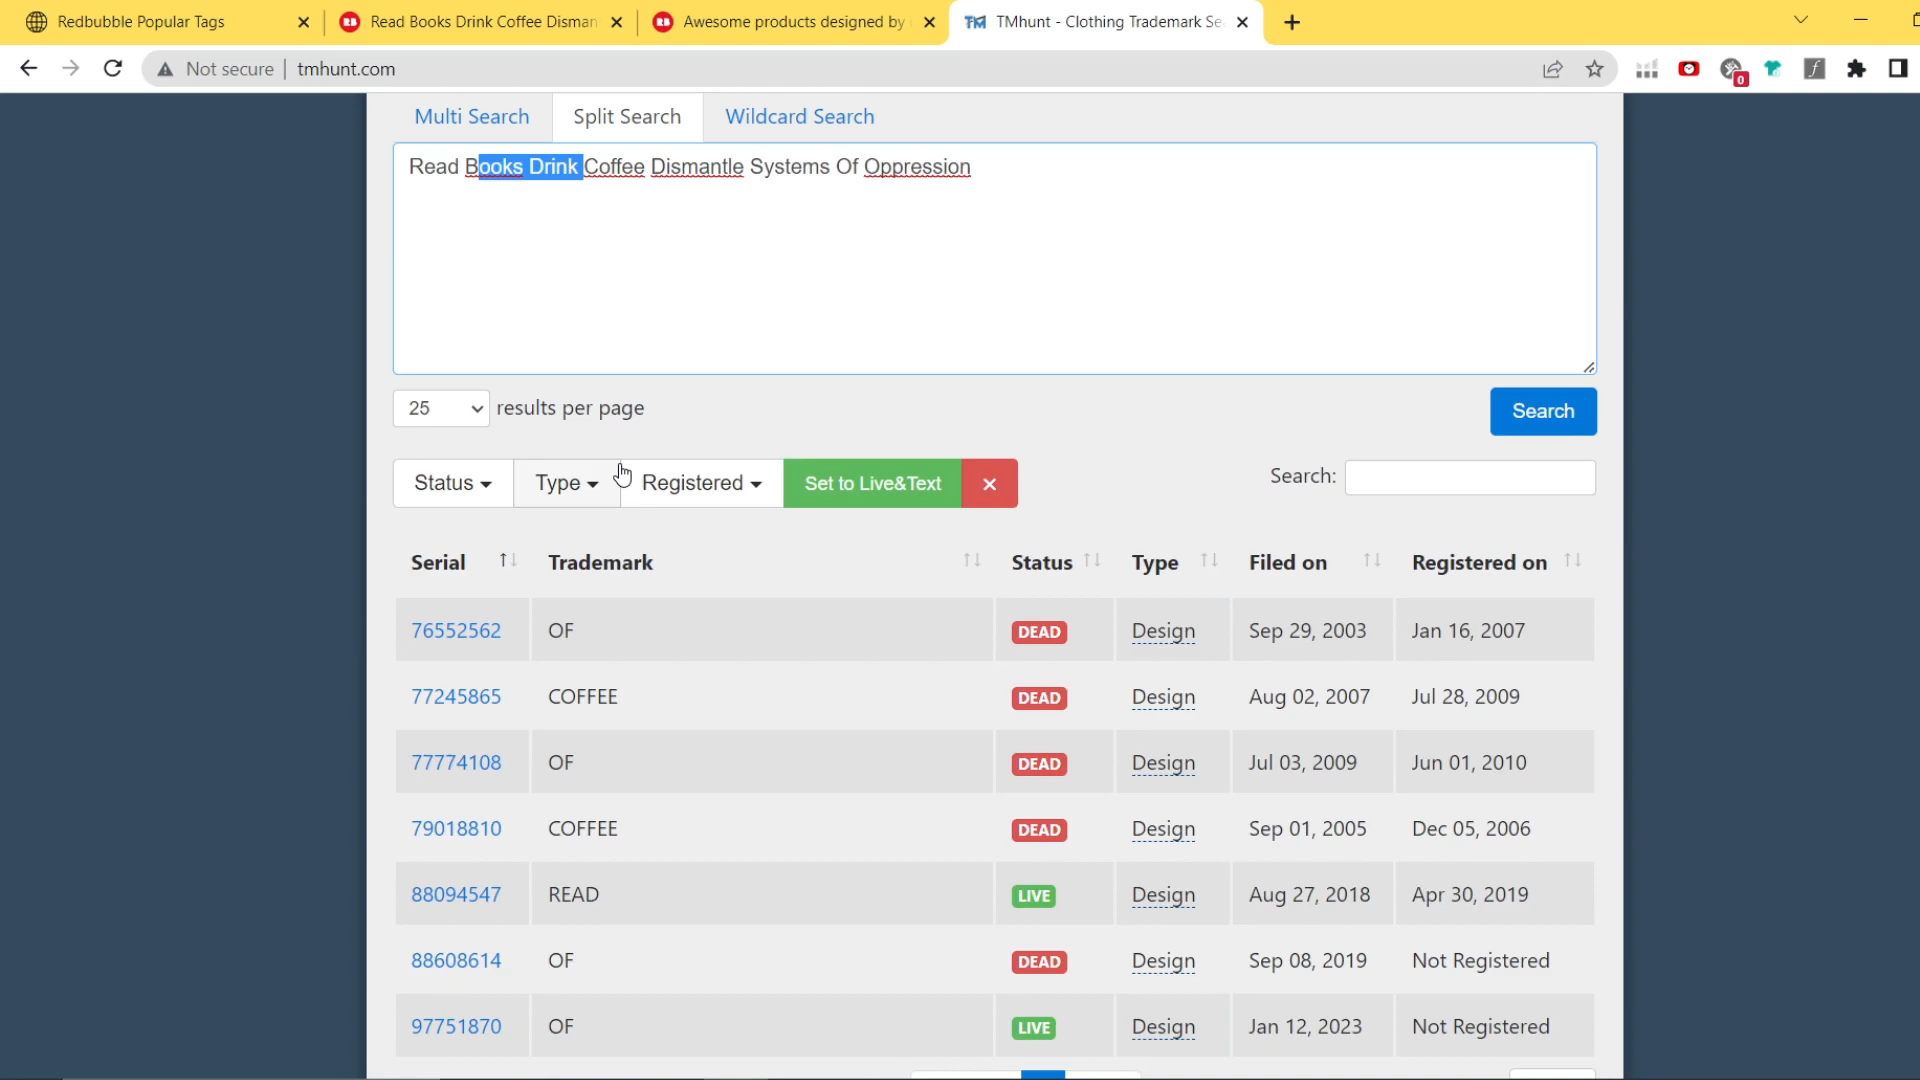 Redbubble Popular Tags
Read Books Drink Coffee Disman
Awesome products designed by
TM TMhunt - Clothing Trademark Se
Not secure | tmhunt.com
0
Multi Search Split Search Wildcard Search
Read Books Drink Coffee Dismantle Systems Of Oppression
25 results per page
Search
Status Type Registered Set to Live&Text ×
Search:
Serial Trademark Status Type Filed on Registered on
76552562 OF DEAD Design Sep 29, 2003 Jan 16, 2007
77245865 COFFEE DEAD Design Aug 02, 2007 Jul 28, 2009
77774108 OF DEAD Design Jul 03, 2009 Jun 01, 2010
79018810 COFFEE DEAD Design Sep 01, 2005 Dec 05, 2006
88094547 READ LIVE Design Aug 27, 2018 Apr 30, 2019
88608614 OF DEAD Design Sep 08, 2019 Not Registered
97751870 OF LIVE Design Jan 12, 2023 Not Registered